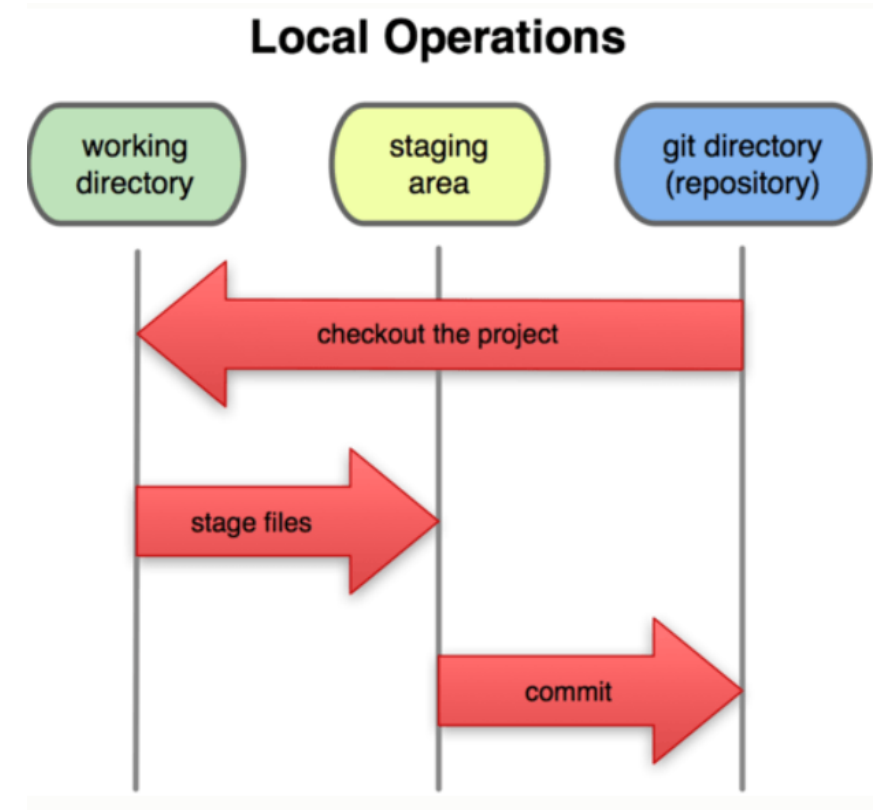 Local Operations
working
directory
staging
area
git directory
(repository)
checkout the project
stage files
commit